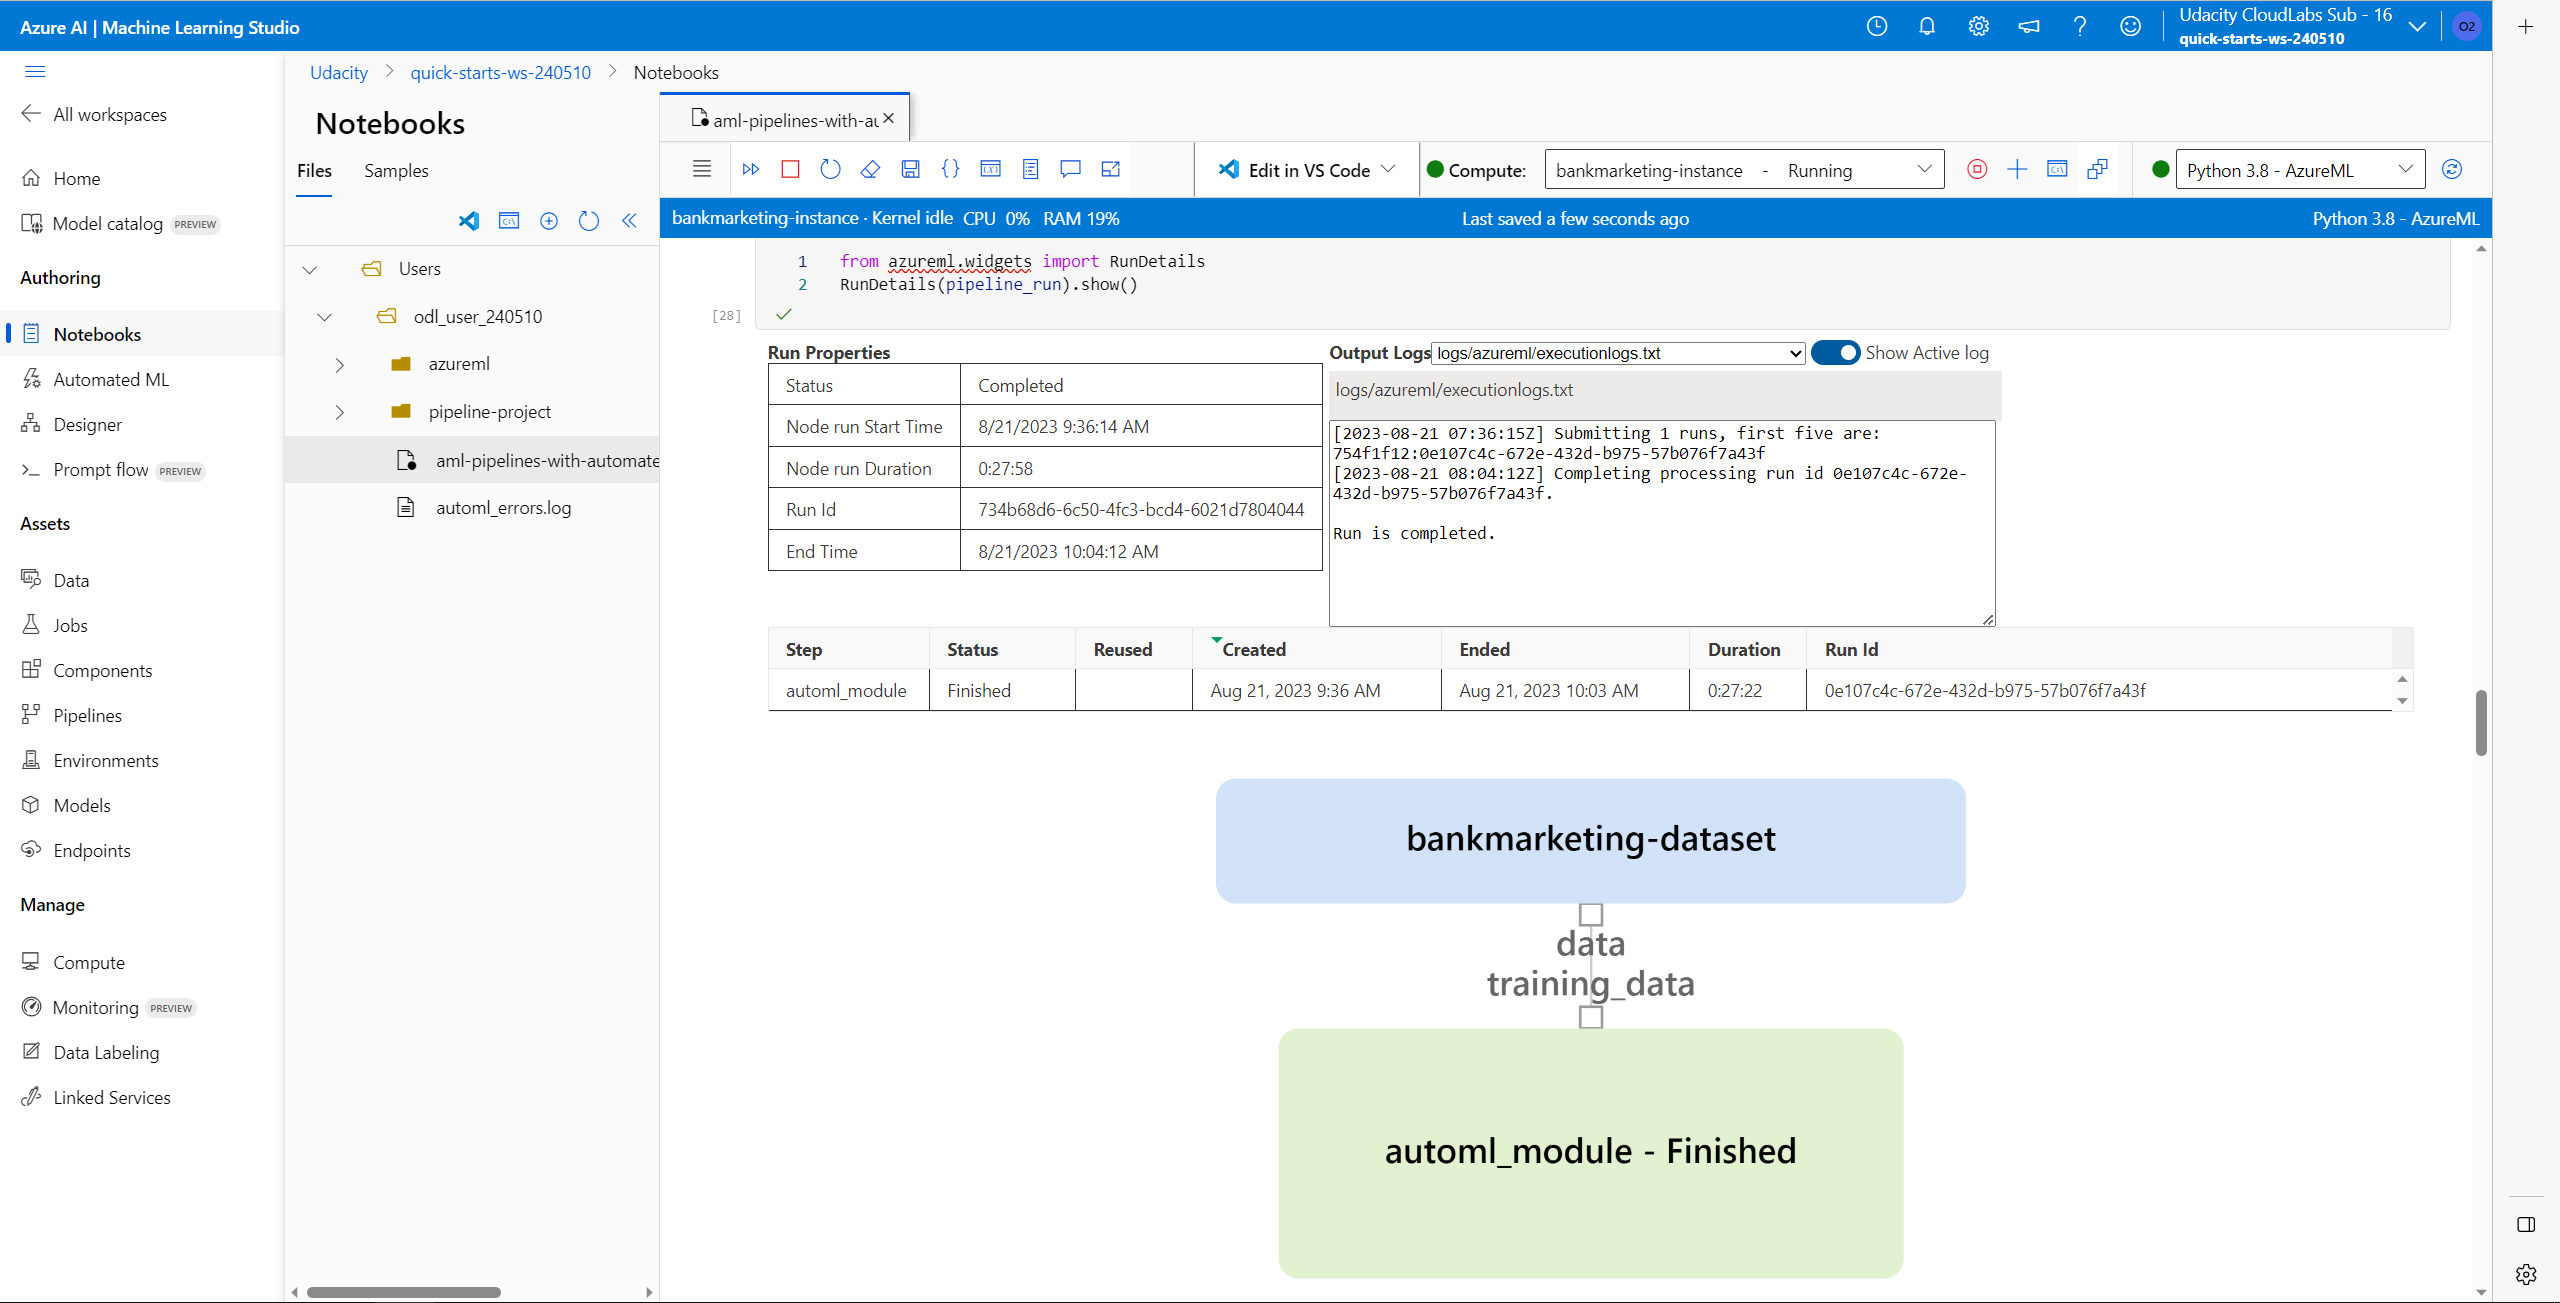 Azure AI | Machine Learning Studio
Udacity CloudLabs Sub - 16
quick-starts-ws-240510
O2
All workspaces
Home
Model catalog PREVIEW
Authoring
Notebooks
Automated ML
Designer
Prompt flow PREVIEW
Assets
Data
Jobs
Components
Pipelines
Environments
Models
Endpoints
Manage
Compute
Monitoring PREVIEW
Data Labeling
Linked Services
Udacity > quick-starts-ws-240510 > Notebooks
Notebooks
Files Samples
Users
odl_user_240510
azureml
pipeline-project
aml-pipelines-with-automate
automl_errors.log
aml-pipelines-with-au
Edit in VS Code
Compute: bankmarketing-instance - Running
Python 3.8 - AzureML
bankmarketing-instance · Kernel idle CPU 0% RAM 19%
Last saved a few seconds ago
Python 3.8 - AzureML
1 from azureml.widgets import RunDetails
2 RunDetails(pipeline_run).show()
[28]
Run Properties
Status Completed
Node run Start Time 8/21/2023 9:36:14 AM
Node run Duration 0:27:58
Run Id 734b68d6-6c50-4fc3-bcd4-6021d7804044
End Time 8/21/2023 10:04:12 AM
Output Logs logs/azureml/executionlogs.txt Show Active log
logs/azureml/executionlogs.txt
[2023-08-21 07:36:15Z] Submitting 1 runs, first five are:
754f1f12:0e107c4c-672e-432d-b975-57b076f7a43f
[2023-08-21 08:04:12Z] Completing processing run id 0e107c4c-672e-
432d-b975-57b076f7a43f.
Run is completed.
Step Status Reused Created Ended Duration Run Id
automl_module Finished Aug 21, 2023 9:36 AM Aug 21, 2023 10:03 AM 0:27:22 0e107c4c-672e-432d-b975-57b076f7a43f
bankmarketing-dataset
data
training_data
automl_module - Finished